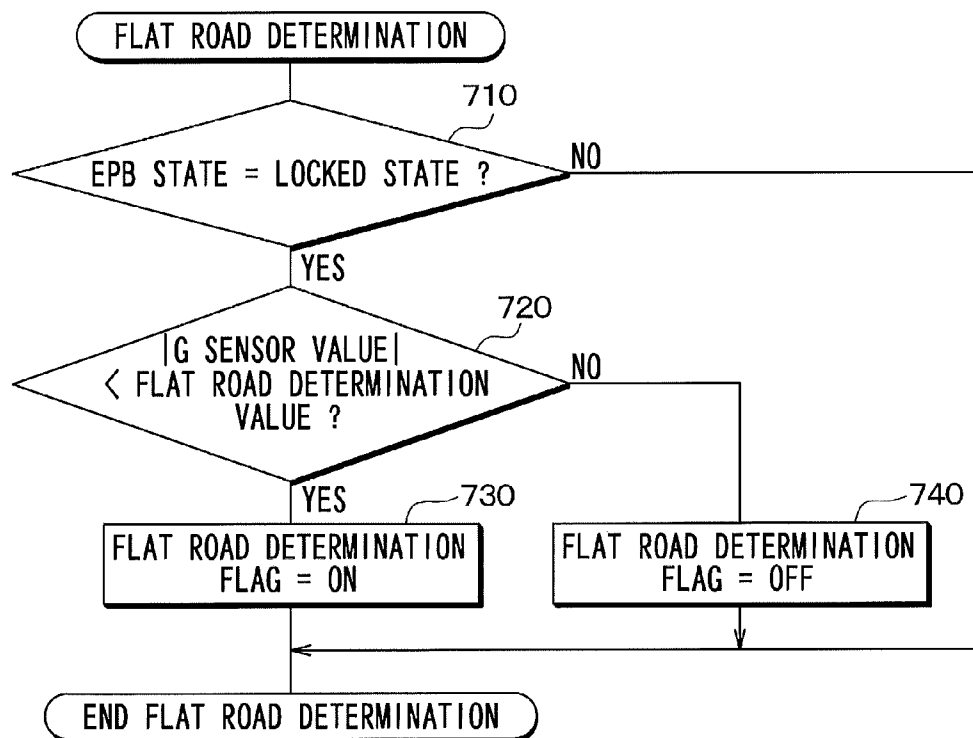 FLAT ROAD DETERMINATION
710
EPB STATE = LOCKED STATE ?
NO
YES
720
|G SENSOR VALUE|
< FLAT ROAD DETERMINATION
VALUE ?
NO
YES
730
FLAT ROAD DETERMINATION
FLAG = ON
740
FLAT ROAD DETERMINATION
FLAG = OFF
END FLAT ROAD DETERMINATION